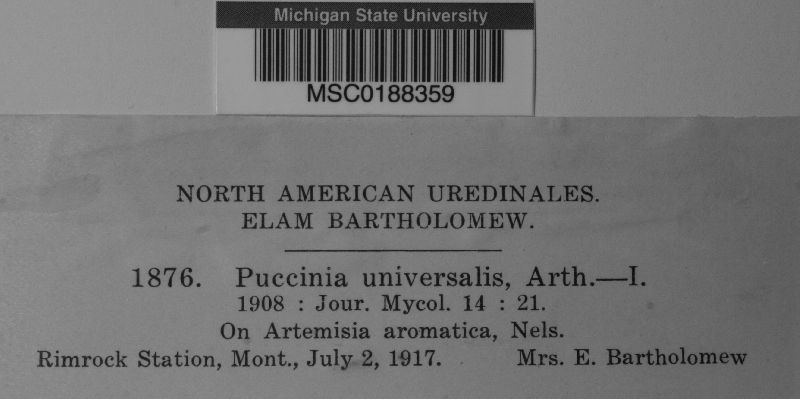 Michigan State University
MSC0188359
NORTH AMERICAN UREDINALES.
ELAM BARTHOLOMEW.
1876. Puccinia universalis, Arth.—I.
1908 : Jour. Mycol. 14 : 21.
On Artemisia aromatica, Nels.
Rimrock Station, Mont., July 2, 1917. Mrs. E. Bartholomew